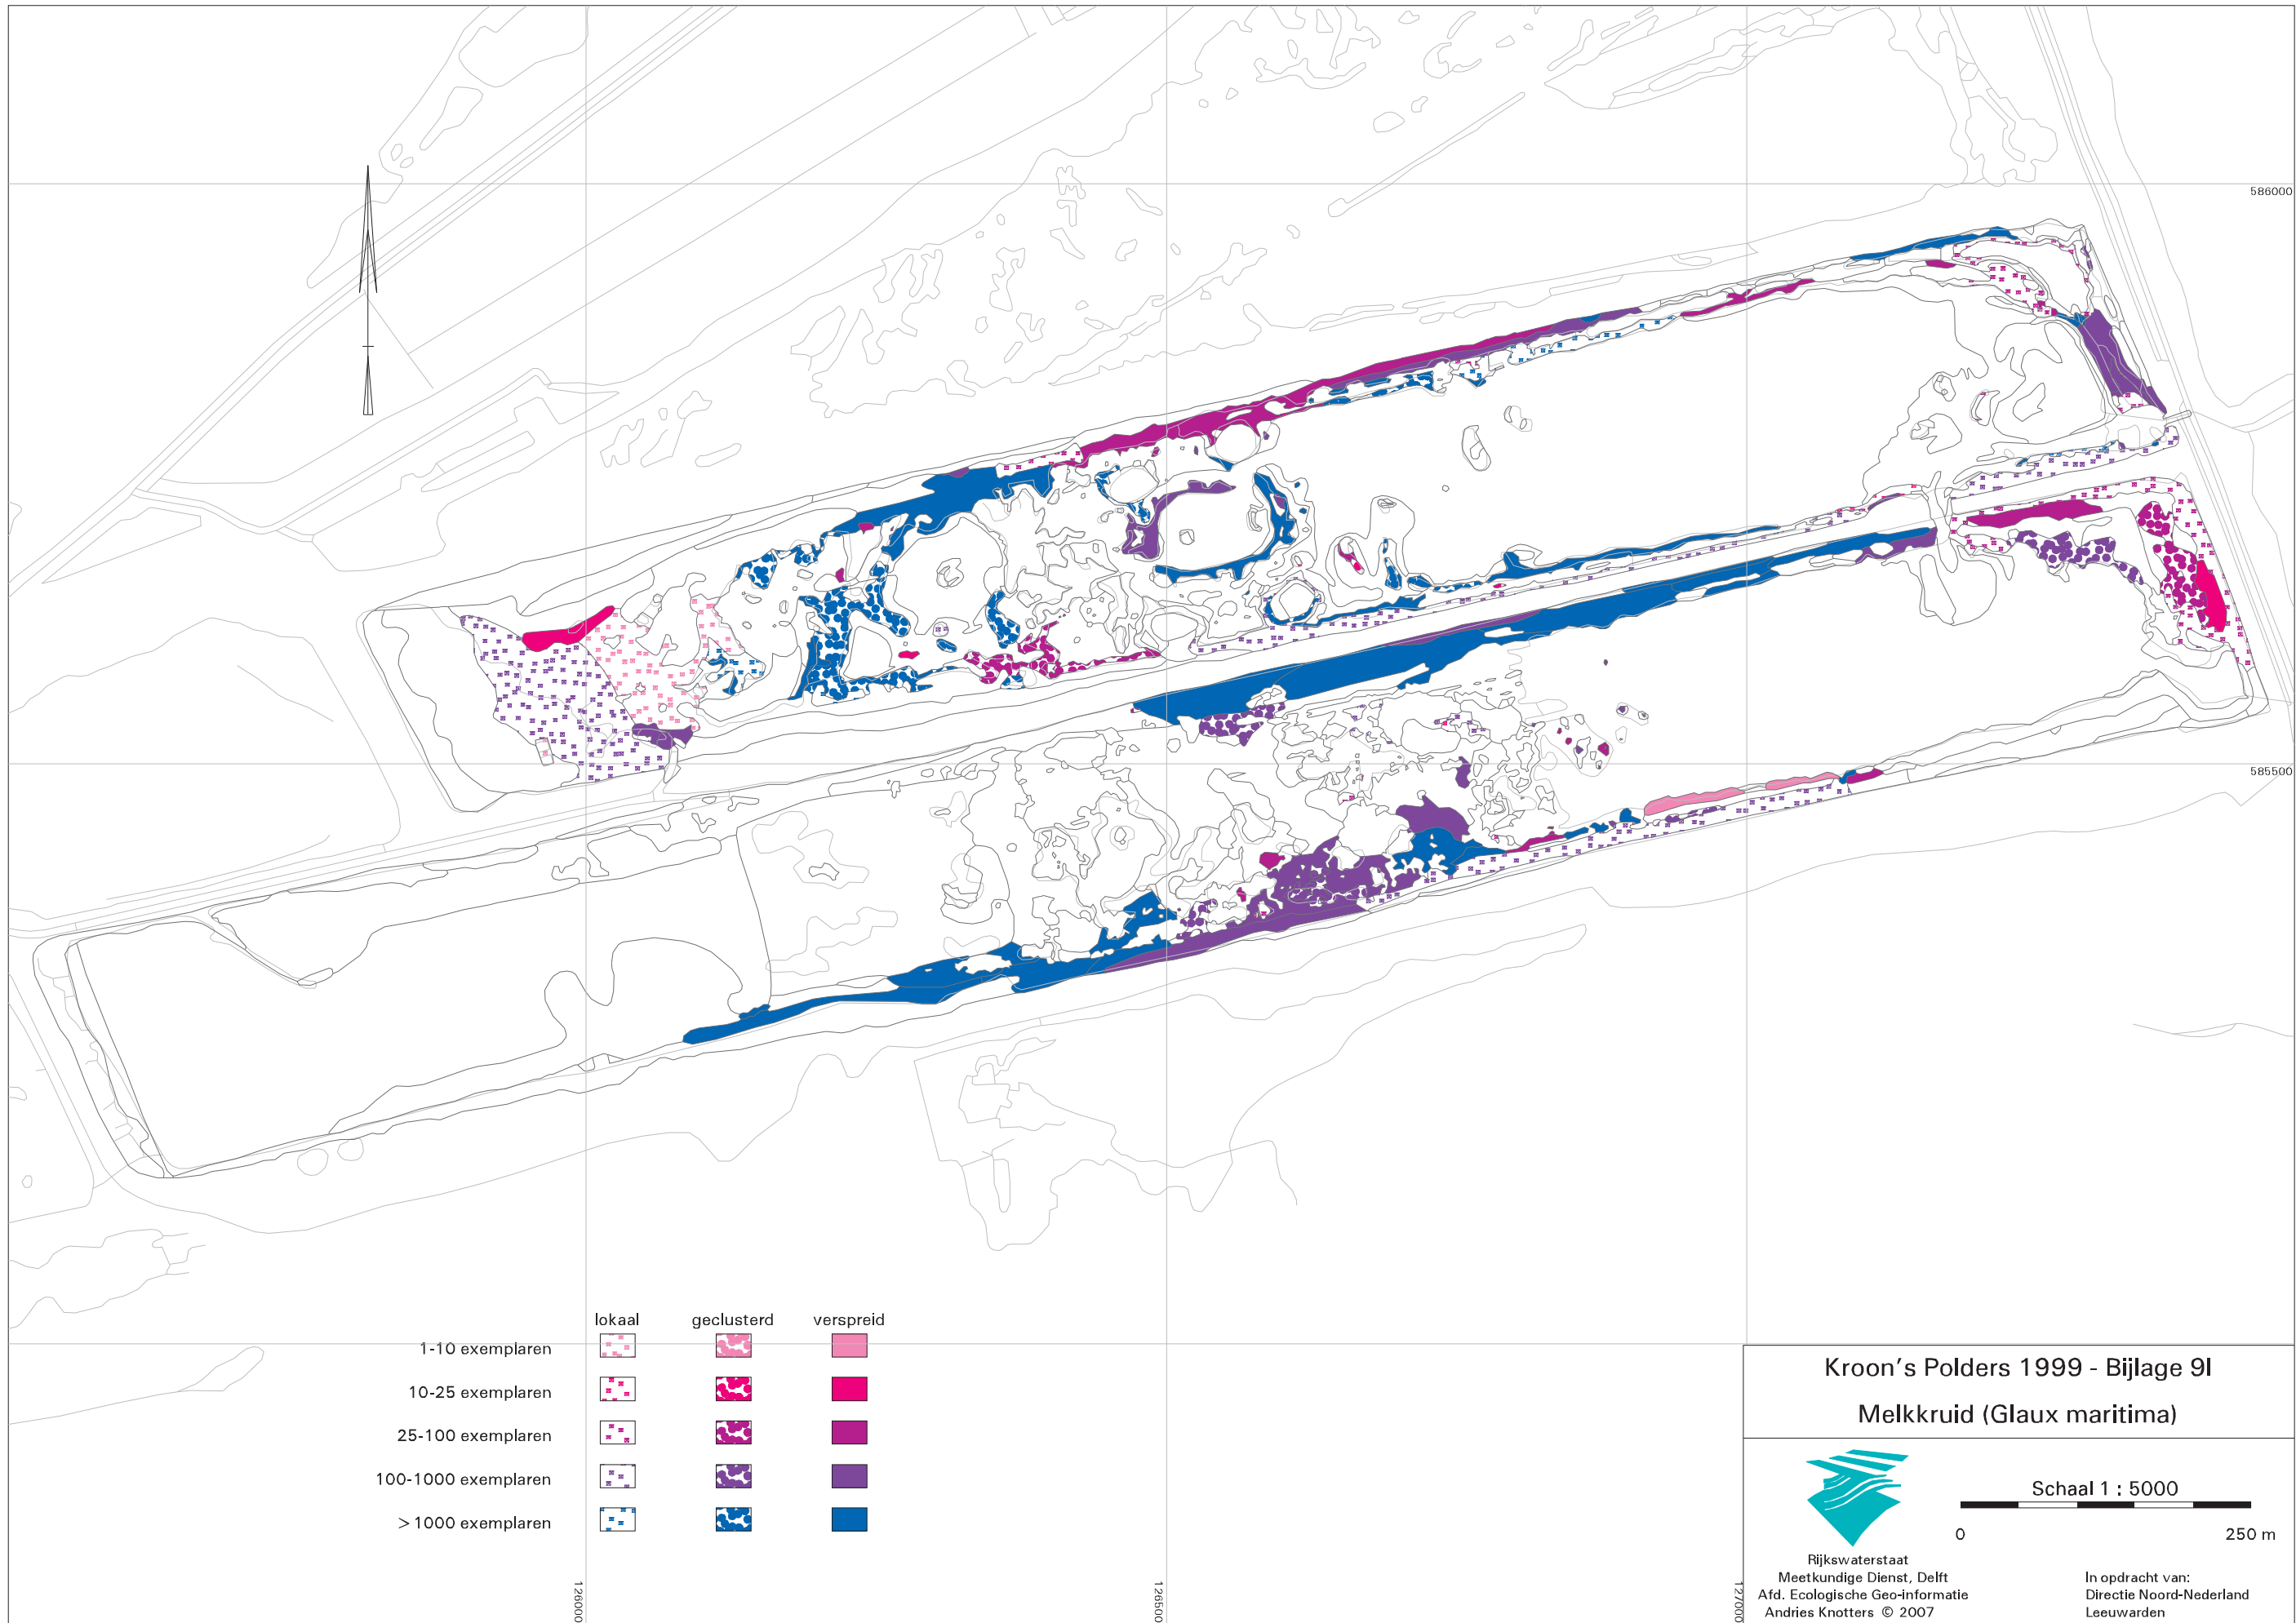 586000
585500
lokaal geclusterd verspreid
1-10 exemplaren
10-25 exemplaren
25-100 exemplaren
100-1000 exemplaren
>1000 exemplaren
126000
126500
127000
Kroon's Polders 1999 - Bijlage 9I
Melkkruid (Glaux maritima)
Schaal 1 : 5000
0 250 m
Rijkswaterstaat
Meetkundige Dienst, Delft
Afd. Ecologische Geo-informatie
Andries Knotters © 2007
In opdracht van:
Directie Noord-Nederland
Leeuwarden